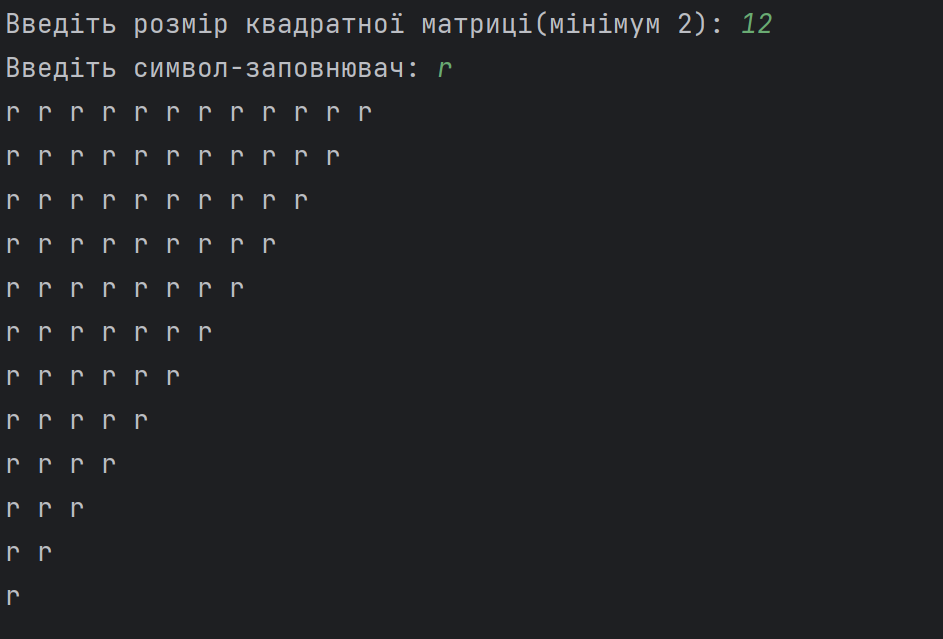 Введіть розмір квадратної матриці(мінімум 2): 12
Введіть символ-заповнювач: r
r r r r r r r r r r r r
r r r r r r r r r r r
r r r r r r r r r r
r r r r r r r r r
r r r r r r r r
r r r r r r r
r r r r r r
r r r r r
r r r r
r r r
r r
r